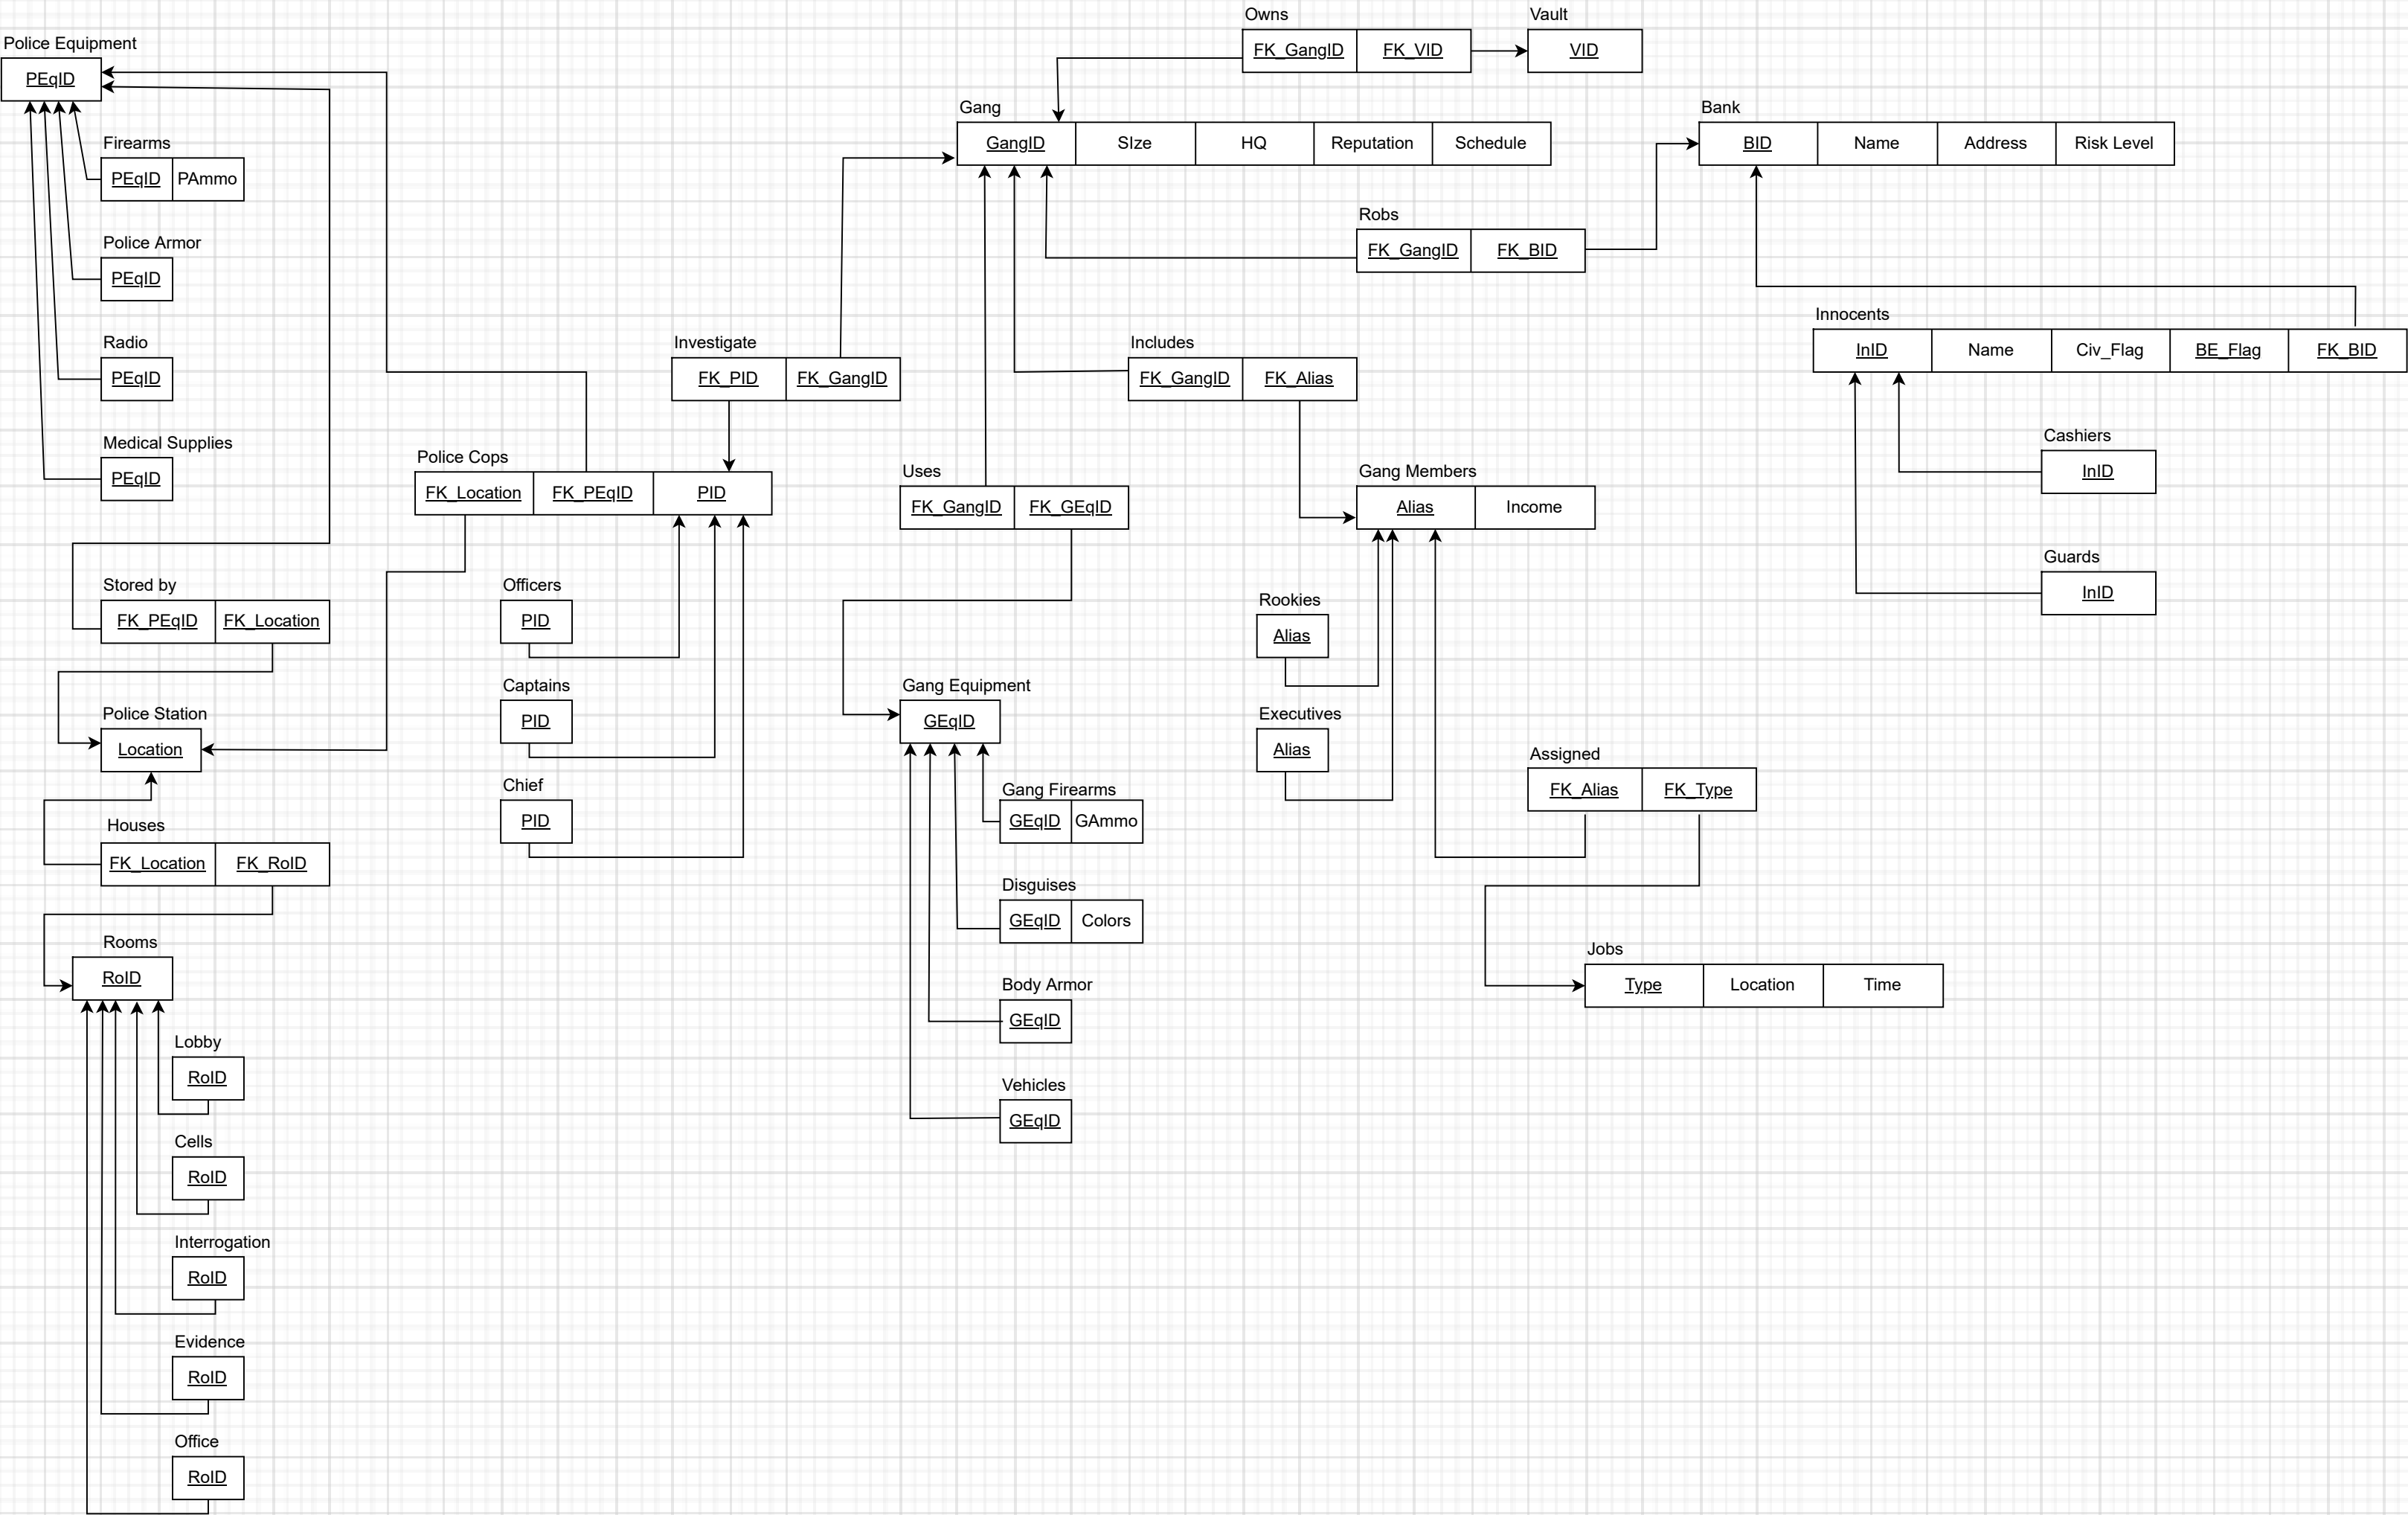 Owns
FK_GangID FK_VID
Vault
VID
Police Equipment
PEqID
Firearms
PEqID PAmmo
Police Armor
PEqID
Radio
PEqID
Medical Supplies
PEqID
Gang
GangID SIze HQ Reputation Schedule
Bank
BID Name Address Risk Level
Robs
FK_GangID FK_BID
Investigate
FK_PID FK_GangID
Includes
FK_GangID FK_Alias
Innocents
InID Name Civ_Flag BE_Flag FK_BID
Cashiers
InID
Guards
InID
Police Cops
FK_Location FK_PEqID PID
Uses
FK_GangID FK_GEqID
Gang Members
Alias Income
Stored by
FK_PEqID FK_Location
Officers
PID
Captains
PID
Chief
PID
Rookies
Alias
Executives
Alias
Police Station
Location
Gang Equipment
GEqID
Gang Firearms
GEqID GAmmo
Disguises
GEqID Colors
Body Armor
GEqID
Vehicles
GEqID
Assigned
FK_Alias FK_Type
Jobs
Type Location Time
Houses
FK_Location FK_RoID
Rooms
RoID
Lobby
RoID
Cells
RoID
Interrogation
RoID
Evidence
RoID
Office
RoID